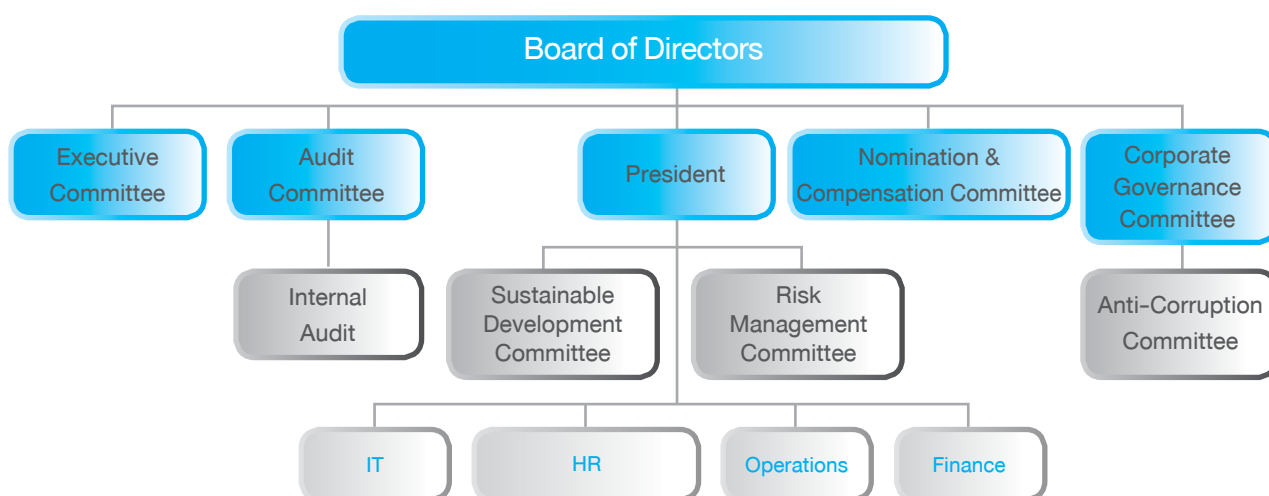 Board of Directors
Executive
Committee
Audit
Committee
President
Nomination &
Compensation Committee
Corporate
Governance
Committee
Internal
Audit
Sustainable
Development
Committee
Risk
Management
Committee
Anti-Corruption
Committee
IT
HR
Operations
Finance